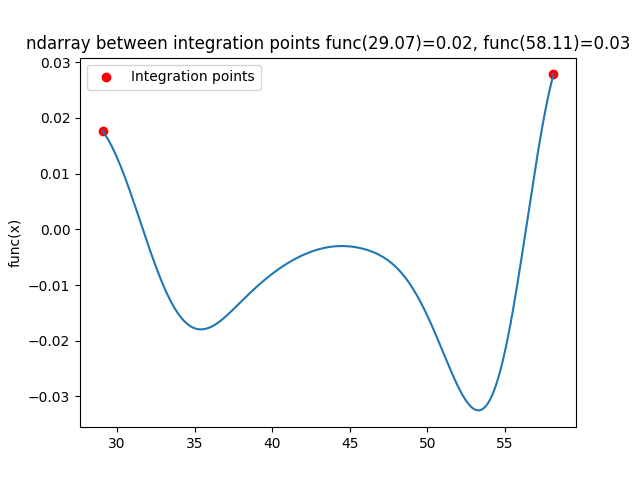 ndarray between integration points func(29.07)=0.02, func(58.11)=0.03
Integration points
func(x)
0.03
0.02
0.01
0.00
−0.01
−0.02
−0.03
30 35 40 45 50 55